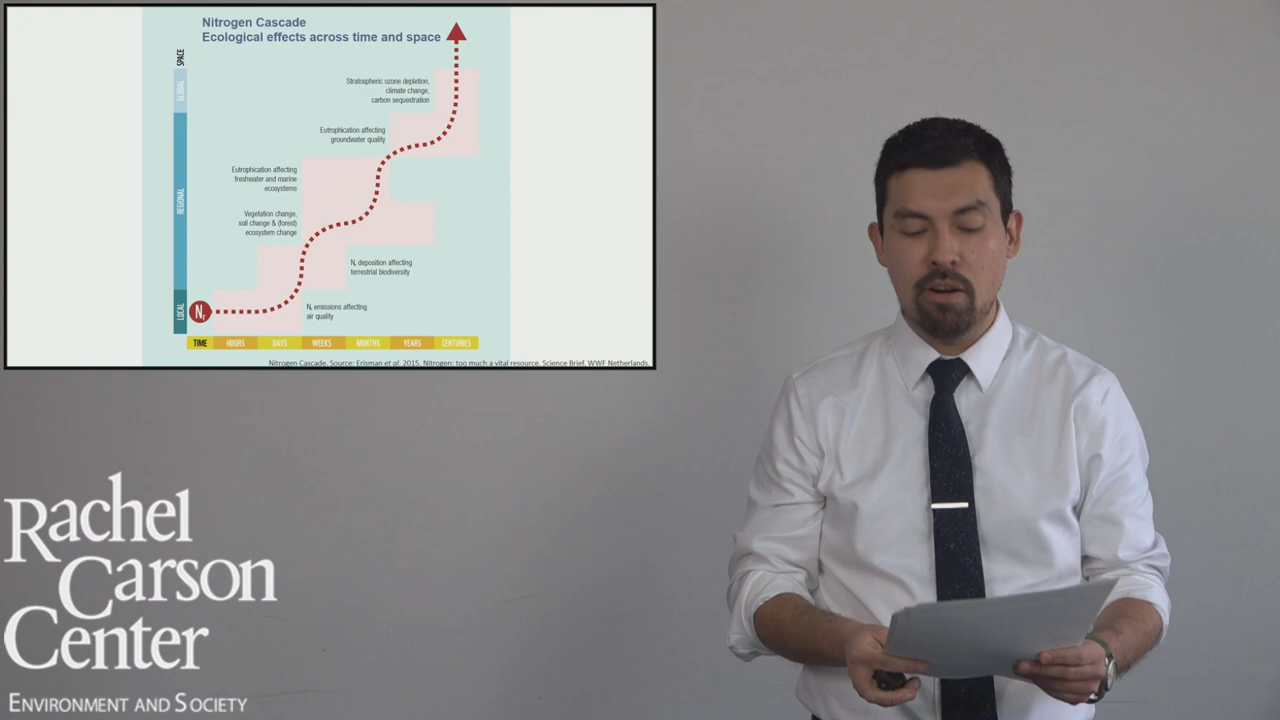 Nitrogen Cascade
Ecological effects across time and space
SPACE
GLOBAL
Stratospheric ozone depletion,
climate change,
carbon sequestration
Eutrophication affecting
groundwater quality
REGIONAL
Eutrophication affecting
freshwater and marine
ecosystems
Vegetation change,
soil change & (forest)
ecosystem change
Nr deposition affecting
terrestrial biodiversity
LOCAL
Nr
Nr emissions affecting
air quality
TIME HOURS DAYS WEEKS MONTHS YEARS CENTURIES
Nitrogen Cascade. Source: Erisman et al. 2015. Nitrogen: too much a vital resource. Science Brief. WWF Netherlands.
Rachel
Carson
Center
ENVIRONMENT AND SOCIETY